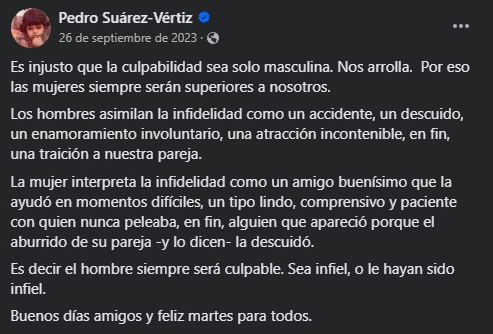 Pedro Suárez-Vértiz
26 de septiembre de 2023 ·
Es injusto que la culpabilidad sea solo masculina. Nos arrolla.  Por eso
las mujeres siempre serán superiores a nosotros.
Los hombres asimilan la infidelidad como un accidente, un descuido,
un enamoramiento involuntario, una atracción incontenible, en fin,
una traición a nuestra pareja.
La mujer interpreta la infidelidad como un amigo buenísimo que la
ayudó en momentos difíciles, un tipo lindo, comprensivo y paciente
con quien nunca peleaba, en fin, alguien que apareció porque el
aburrido de su pareja -y lo dicen- la descuidó.
Es decir el hombre siempre será culpable. Sea infiel, o le hayan sido
infiel.
Buenos días amigos y feliz martes para todos.